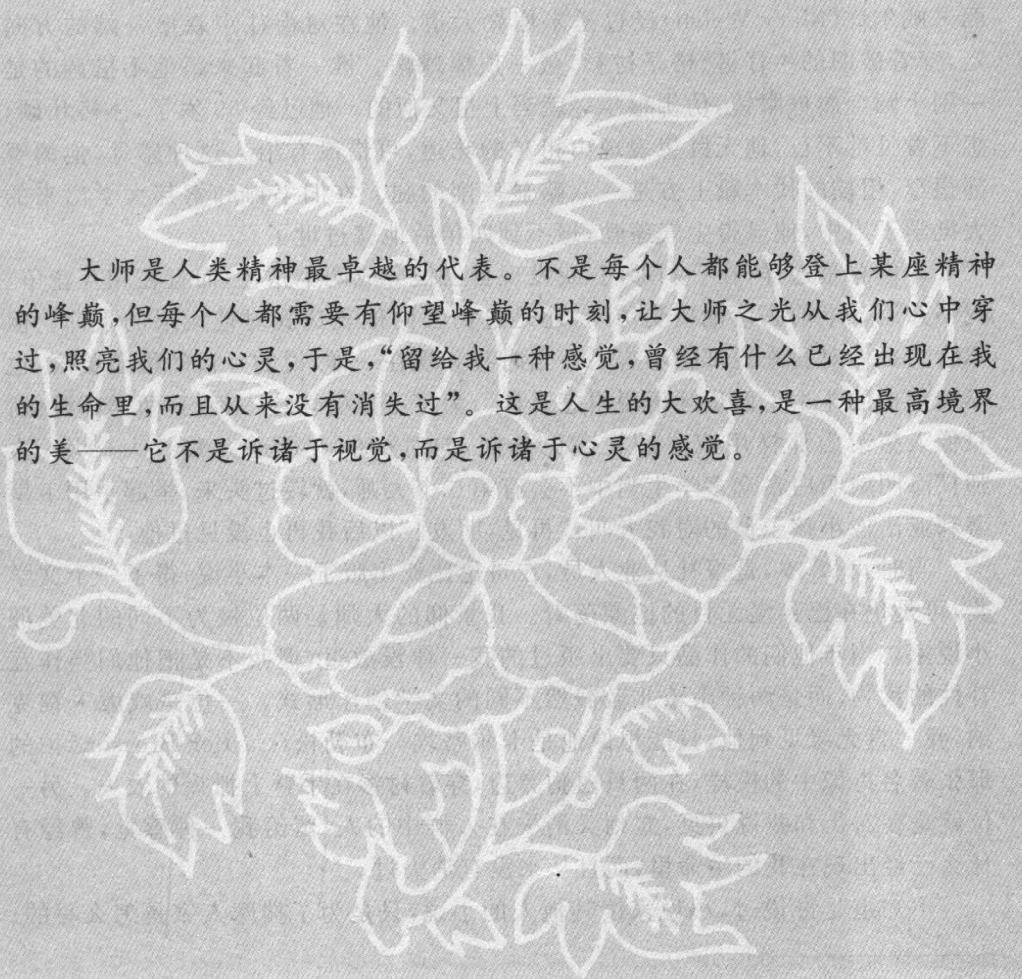 大师是人类精神最卓越的代表。不是每个人都能够登上某座精神
的峰巅,但每个人都需要有仰望峰巅的时刻,让大师之光从我们心中穿
过,照亮我们的心灵,于是,“留给我一种感觉,曾经有什么已经出现在我
的生命里,而且从来没有消失过”。这是人生的大欢喜,是一种最高境界
的美——它不是诉诸于视觉,而是诉诸于心灵的感觉。